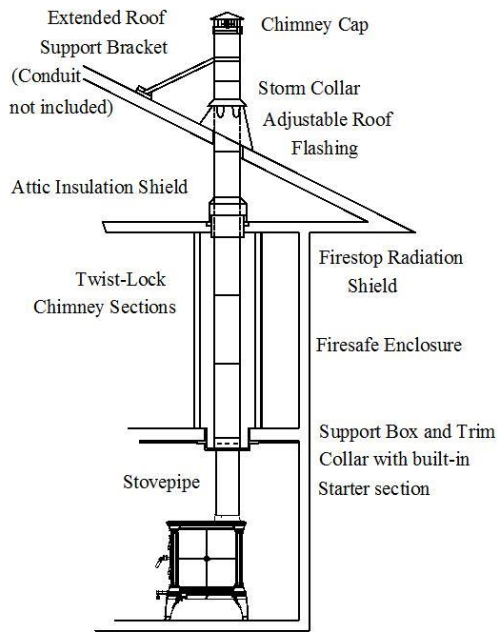 Extended Roof
Support Bracket
(Conduit
not included)
Chimney Cap
Storm Collar
Adjustable Roof
Flashing
Attic Insulation Shield
Firestop Radiation
Shield
Twist-Lock
Chimney Sections
Firesafe Enclosure
Support Box and Trim
Collar with built-in
Starter section
Stovepipe